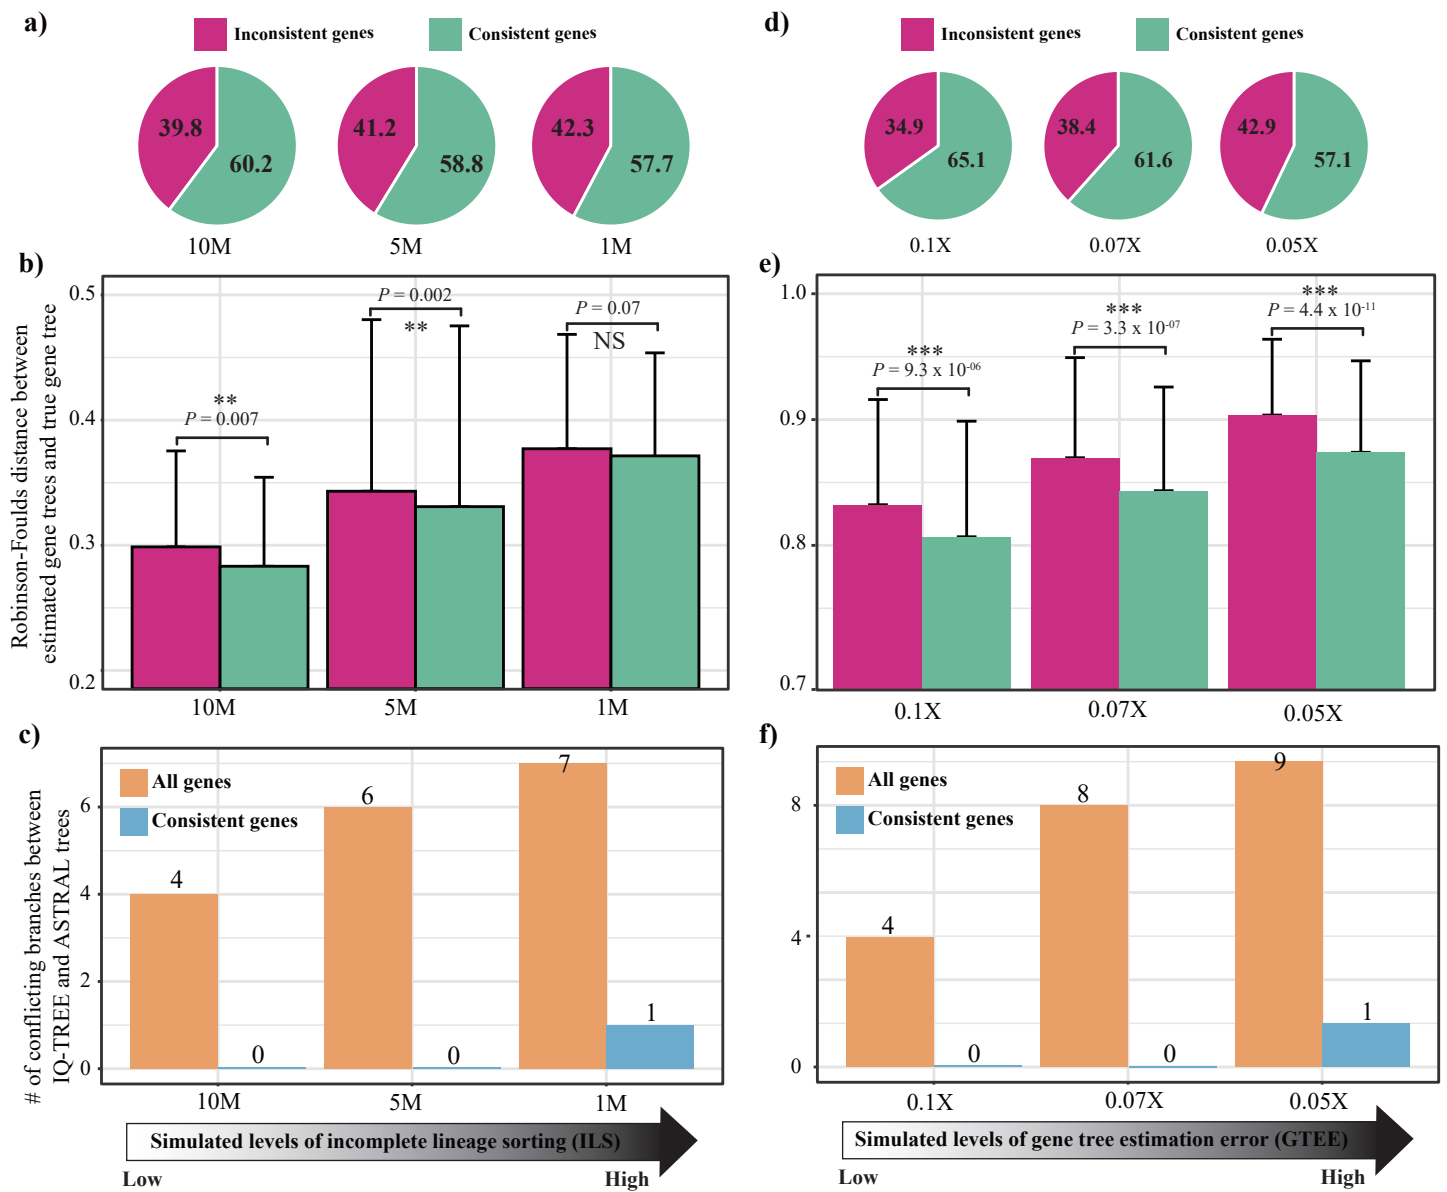 a)
Inconsistent genes
Consistent genes
39.8
60.2
41.2
58.8
42.3
57.7
10M
5M
1M
b)
Robinson-Foulds distance between
estimated gene trees and true gene tree
0.5
0.4
0.3
0.2
**
P = 0.007
P = 0.002
**
P = 0.07
NS
10M
5M
1M
c)
# of conflicting branches between
IQ-TREE and ASTRAL trees
All genes
Consistent genes
6
4
2
0
4
0
6
0
7
1
10M
5M
1M
Simulated levels of incomplete lineage sorting (ILS)
Low
High
d)
Inconsistent genes
Consistent genes
34.9
65.1
38.4
61.6
42.9
57.1
0.1X
0.07X
0.05X
e)
1.0
0.9
0.8
0.7
***
P = 9.3 x 10-06
***
P = 3.3 x 10-07
***
P = 4.4 x 10-11
0.1X
0.07X
0.05X
f)
All genes
Consistent genes
8
4
0
4
0
8
0
9
1
0.1X
0.07X
0.05X
Simulated levels of gene tree estimation error (GTEE)
Low
High